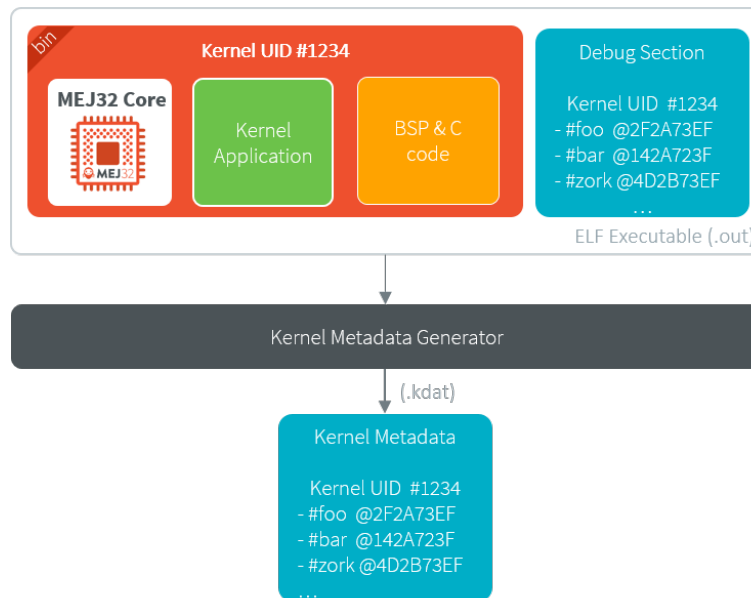 bin
Kernel UID #1234
MEJ32 Core
MEJ32
Kernel
Application
BSP & C
code
Debug Section
Kernel UID #1234
- #foo @2F2A73EF
- #bar @142A723F
- #zork @4D2B73EF
...
ELF Executable (.out)
Kernel Metadata Generator
(.kdat)
Kernel Metadata
Kernel UID #1234
- #foo @2F2A73EF
- #bar @142A723F
- #zork @4D2B73EF
...